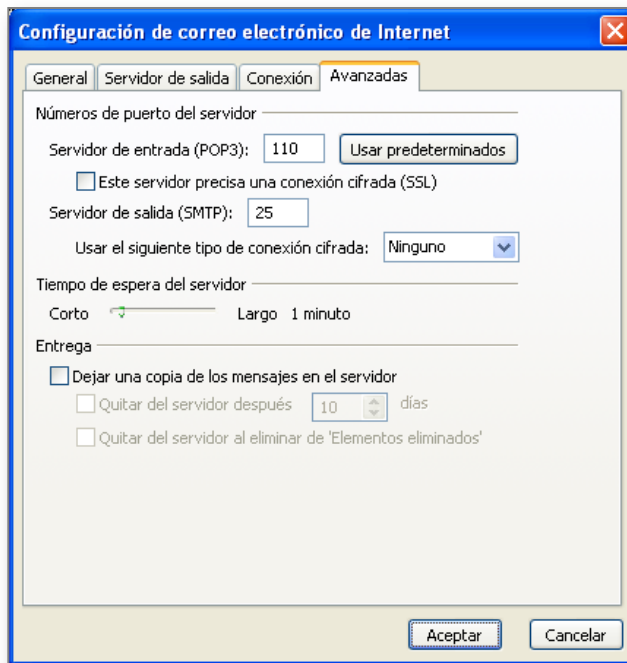 Configuración de correo electrónico de Internet
General Servidor de salida Conexión Avanzadas
Números de puerto del servidor
Servidor de entrada (POP3): 110 Usar predeterminados
Este servidor precisa una conexión cifrada (SSL)
Servidor de salida (SMTP): 25
Usar el siguiente tipo de conexión cifrada: Ninguno
Tiempo de espera del servidor
Corto Largo 1 minuto
Entrega
Dejar una copia de los mensajes en el servidor
Quitar del servidor después 10 días
Quitar del servidor al eliminar de 'Elementos eliminados'
Aceptar Cancelar